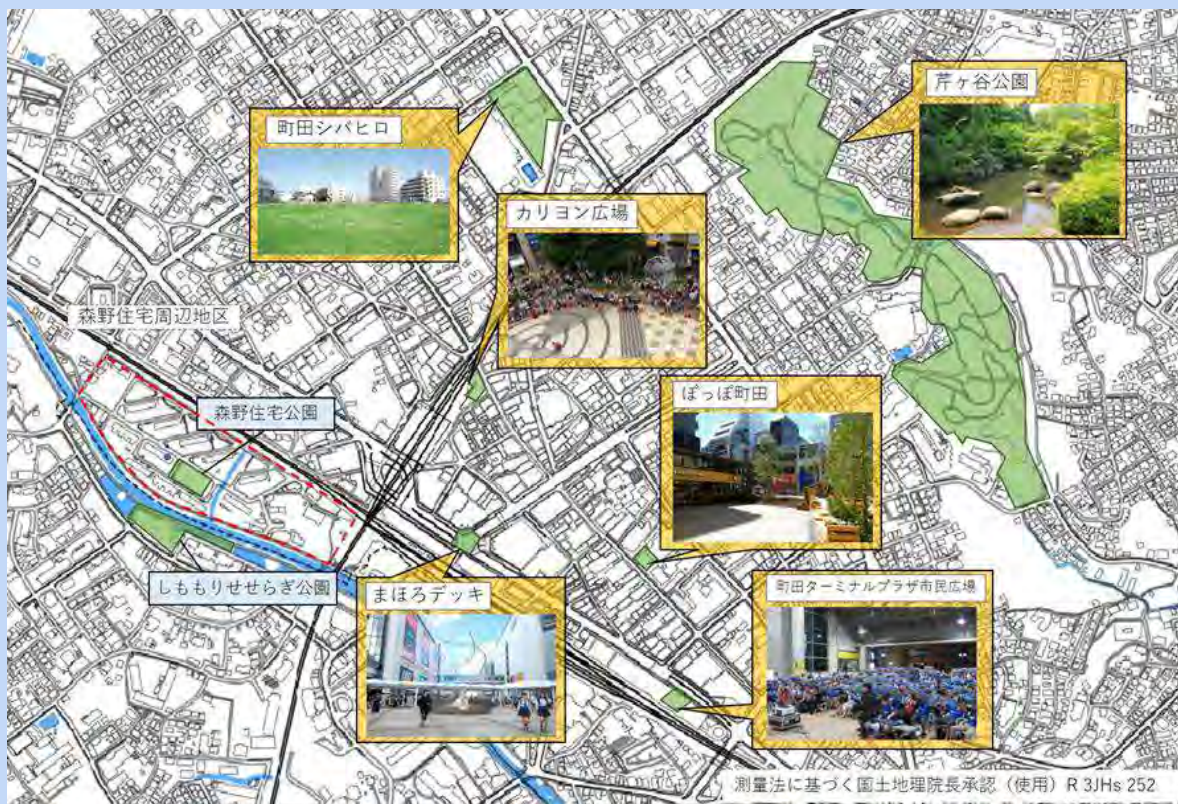 芹ヶ谷公園
町田シバヒロ
カリヨン広場
森野住宅周辺地区
ぽっぽ町田
森野住宅公園
しももりせせらぎ公園
まほろデッキ
町田ターミナルプラザ市民広場
測量法に基づく国土地理院長承認（使用）R 3JHs 252